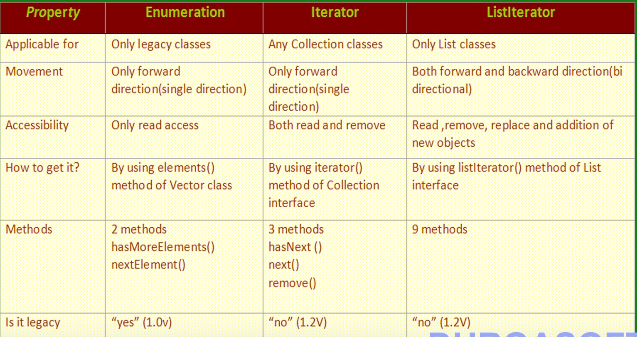 Property Enumeration Iterator ListIterator
Applicable for Only legacy classes Any Collection classes Only List classes
Movement Only forward direction(single direction) Only forward direction(single direction) Both forward and backward direction(bi directional)
Accessibility Only read access Both read and remove Read ,remove, replace and addition of new objects
How to get it? By using elements() method of Vector class By using iterator() method of Collection interface By using listIterator() method of List interface
Methods 2 methods hasMoreElements() nextElement() 3 methods hasNext () next() remove() 9 methods
Is it legacy “yes” (1.0v) “no” (1.2V) “no” (1.2V)